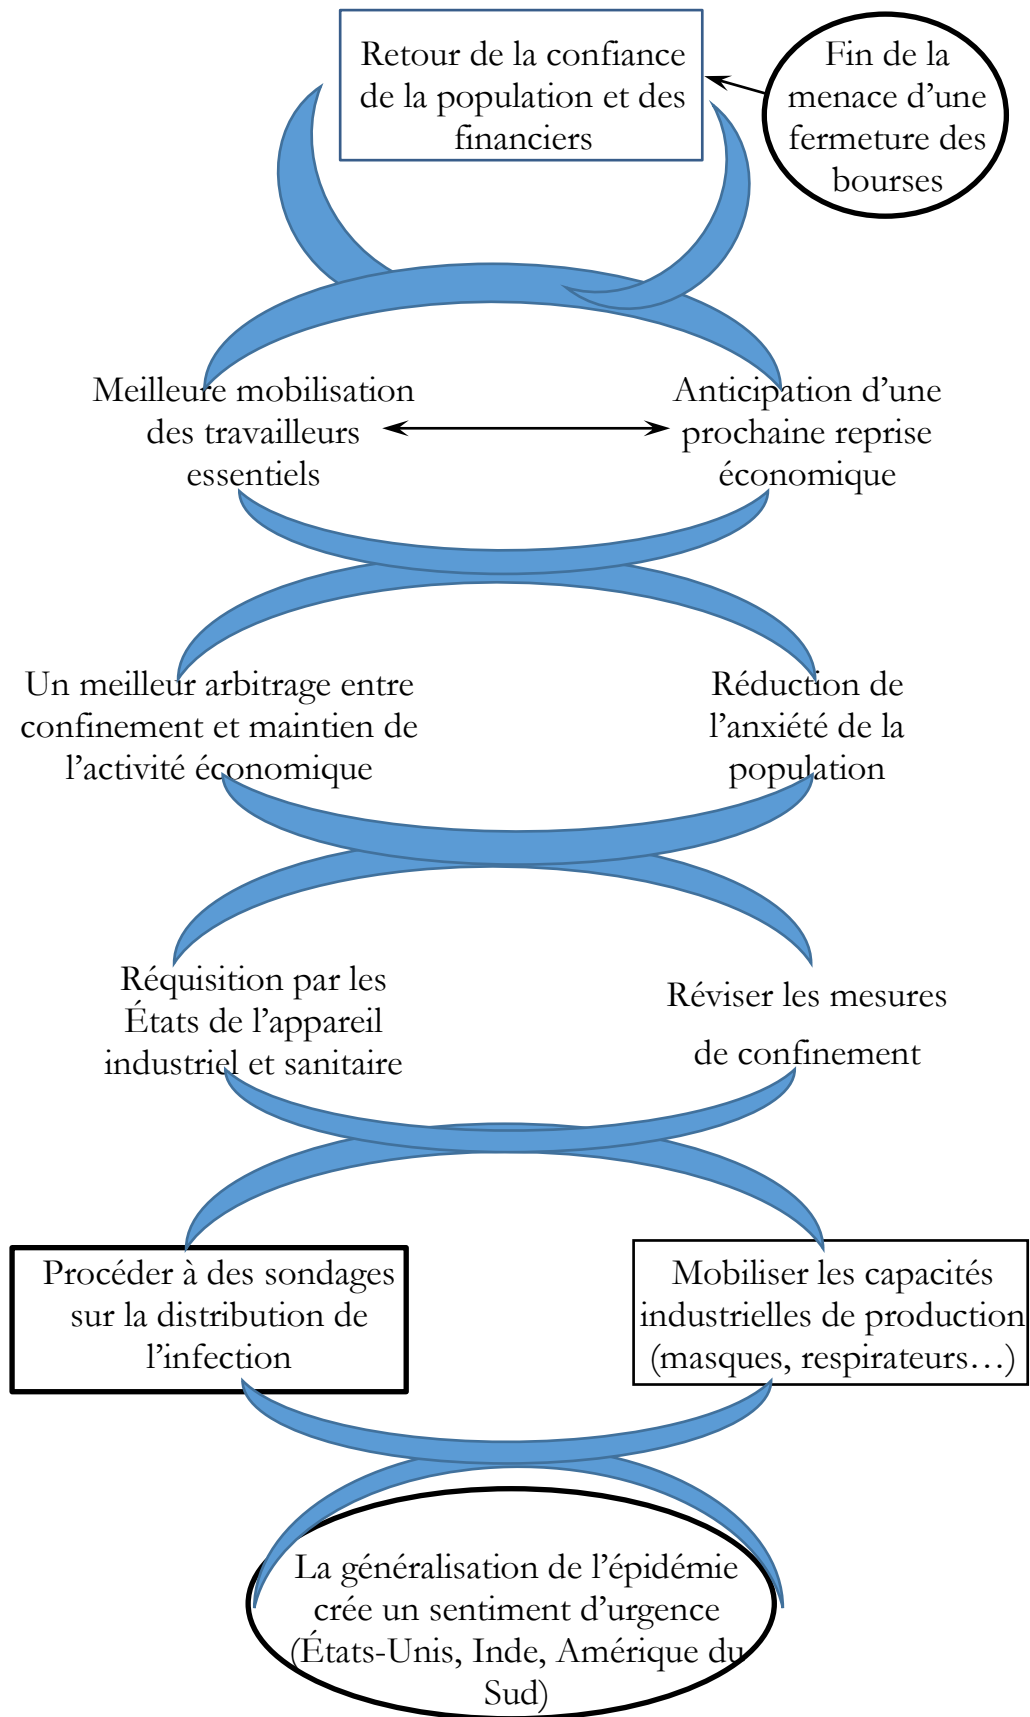 Retour de la confiance
de la population et des
financiers
Fin de la
menace d’une
fermeture des
bourses
Meilleure mobilisation
des travailleurs
essentiels
Anticipation d’une
prochaine reprise
économique
Un meilleur arbitrage entre
confinement et maintien de
l’activité économique
Réduction de
l’anxiété de la
population
Réquisition par les
États de l’appareil
industriel et sanitaire
Réviser les mesures
de confinement
Procéder à des sondages
sur la distribution de
l’infection
Mobiliser les capacités
industrielles de production
(masques, respirateurs…)
La généralisation de l’épidémie
crée un sentiment d’urgence
(États-Unis, Inde, Amérique du
Sud)